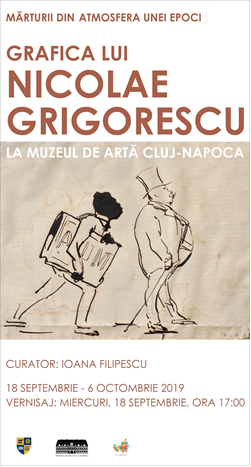 MĂRTURII DIN ATMOSFERA UNEI EPOCI
GRAFICA LUI
NICOLAE
GRIGORESCU
LA MUZEUL DE ARTĂ CLUJ-NAPOCA
CURATOR: IOANA FILIPESCU
18 SEPTEMBRIE - 6 OCTOMBRIE 2019
VERNISAJ: MIERCURI, 18 SEPTEMBRIE, ORA 17:00